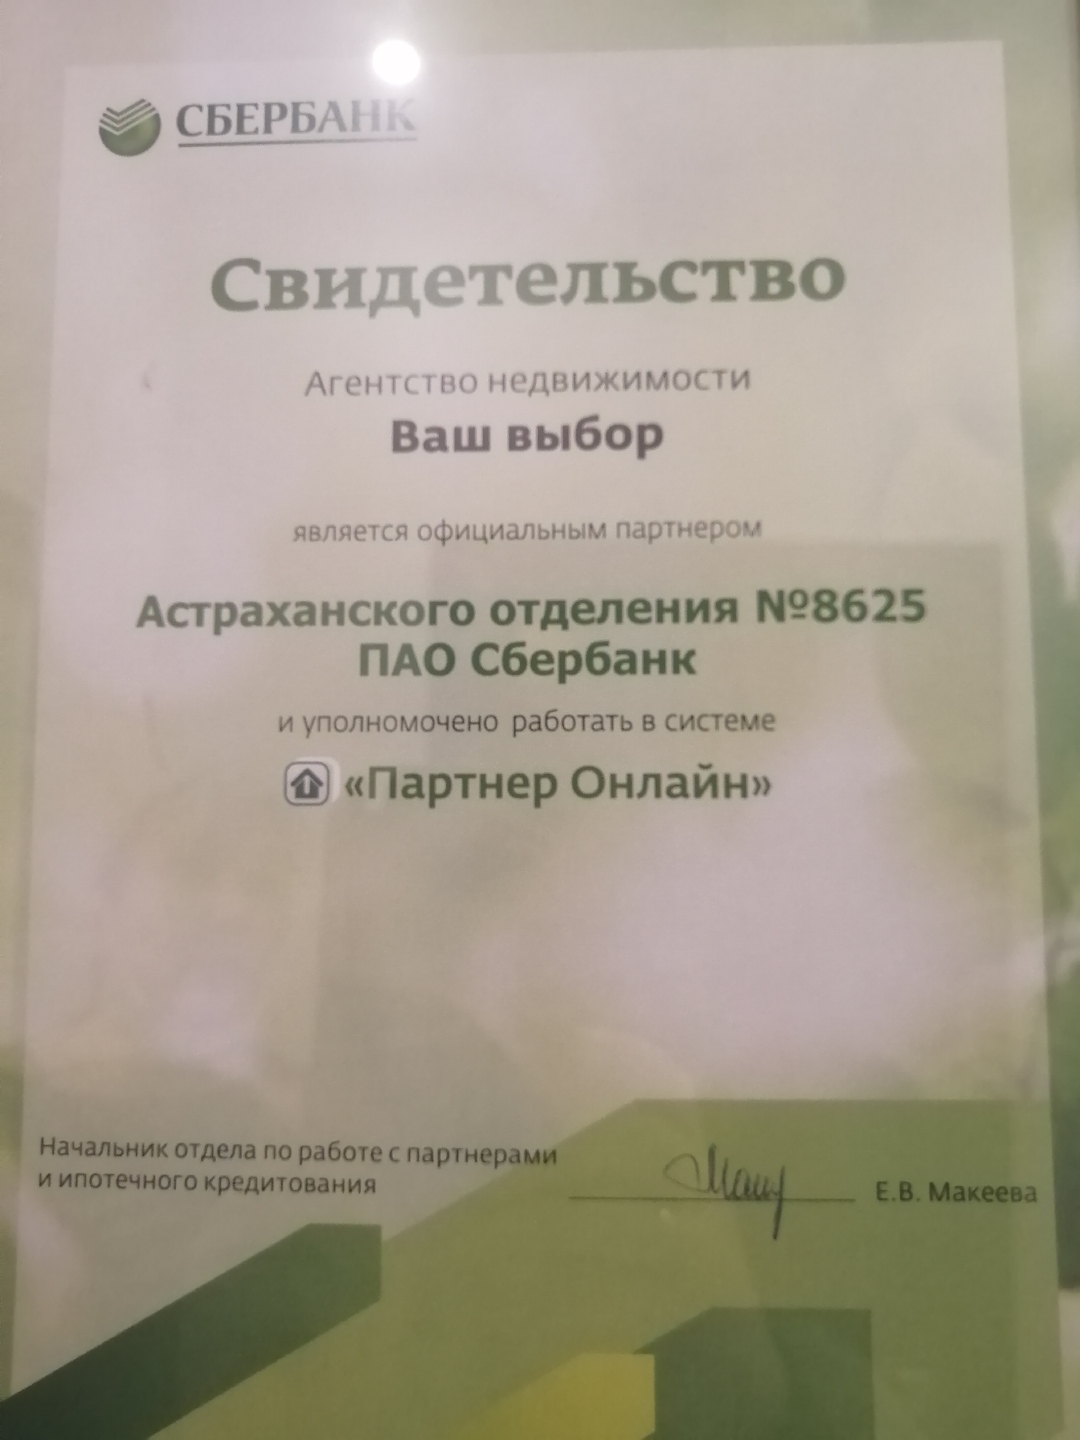 СБЕРБАНК
Свидетельство
Агентство недвижимости
Ваш выбор
является официальным партнером
Астраханского отделения №8625
ПАО Сбербанк
и уполномочено работать в системе
«Партнер Онлайн»
Начальник отдела по работе с партнерами
и ипотечного кредитования
Е.В. Макеева